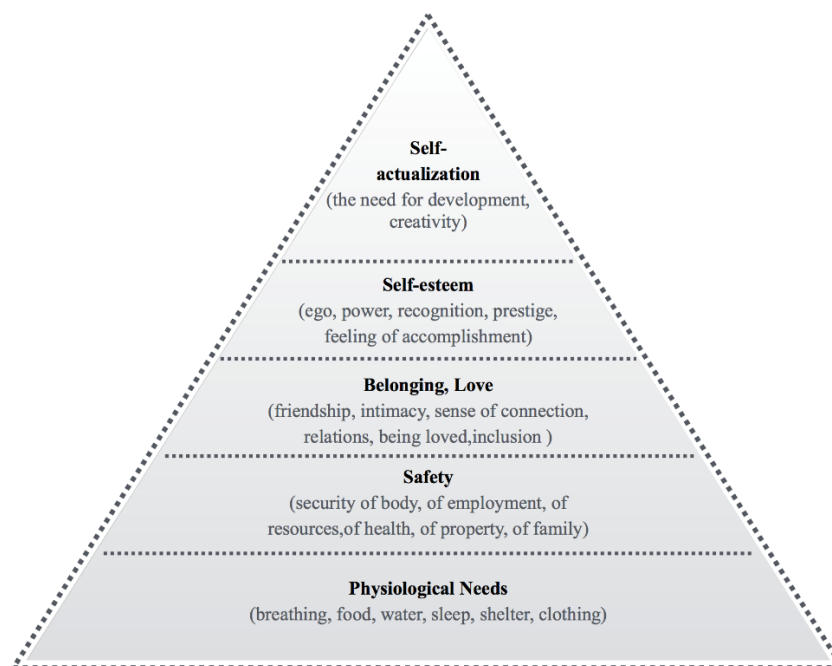 Self-
actualization
(the need for development,
creativity)
Self-esteem
(ego, power, recognition, prestige,
feeling of accomplishment)
Belonging, Love
(friendship, intimacy, sense of connection,
relations, being loved,inclusion )
Safety
(security of body, of employment, of
resources,of health, of property, of family)
Physiological Needs
(breathing, food, water, sleep, shelter, clothing)